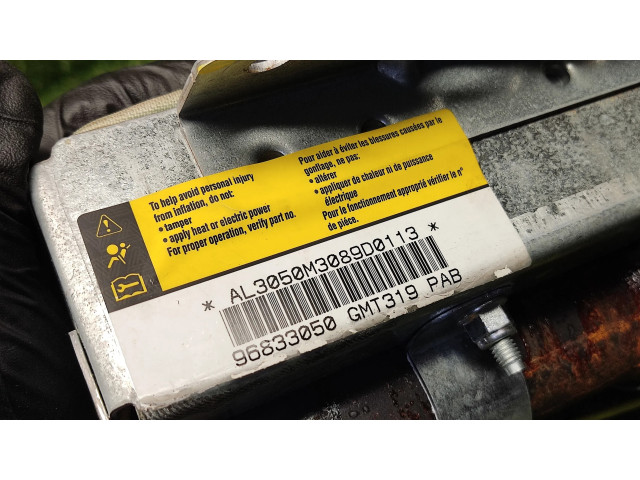 To help avoid personal injury
from Inflation, do not:
• tamper
• apply heat or electric power
For proper operation, verify part no.
Pour aider à éviter les blessures causées par le
gonflage, ne pas:
• altérer
• appliquer de chaleur ni de puissance
électrique
Pour le fonctionnement approprié vérifier le n°
de pièce.
* AL3050M3089D0113 *
96833050 GMT319 PAB